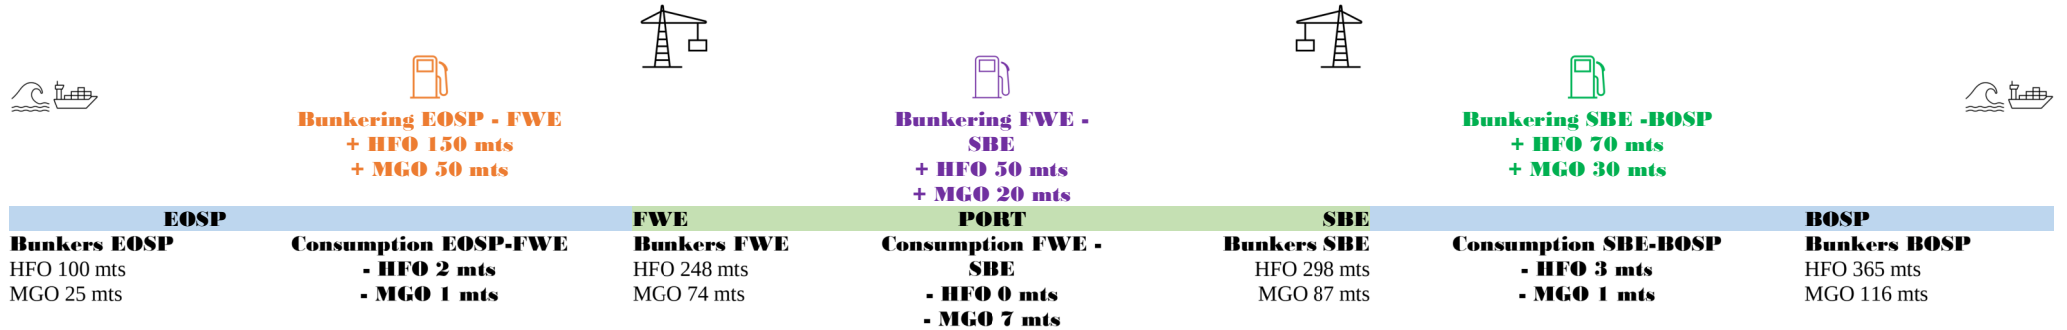 Bunkering EOSP - FWE
+ HFO 150 mts
+ MGO 50 mts
Bunkering FWE -
SBE
+ HFO 50 mts
+ MGO 20 mts
Bunkering SBE -BOSP
+ HFO 70 mts
+ MGO 30 mts
EOSP
FWE
PORT
SBE
BOSP
Bunkers EOSP
HFO 100 mts
MGO 25 mts
Consumption EOSP-FWE
- HFO 2 mts
- MGO 1 mts
Bunkers FWE
HFO 248 mts
MGO 74 mts
Consumption FWE -
SBE
- HFO 0 mts
- MGO 7 mts
Bunkers SBE
HFO 298 mts
MGO 87 mts
Consumption SBE-BOSP
- HFO 3 mts
- MGO 1 mts
Bunkers BOSP
HFO 365 mts
MGO 116 mts